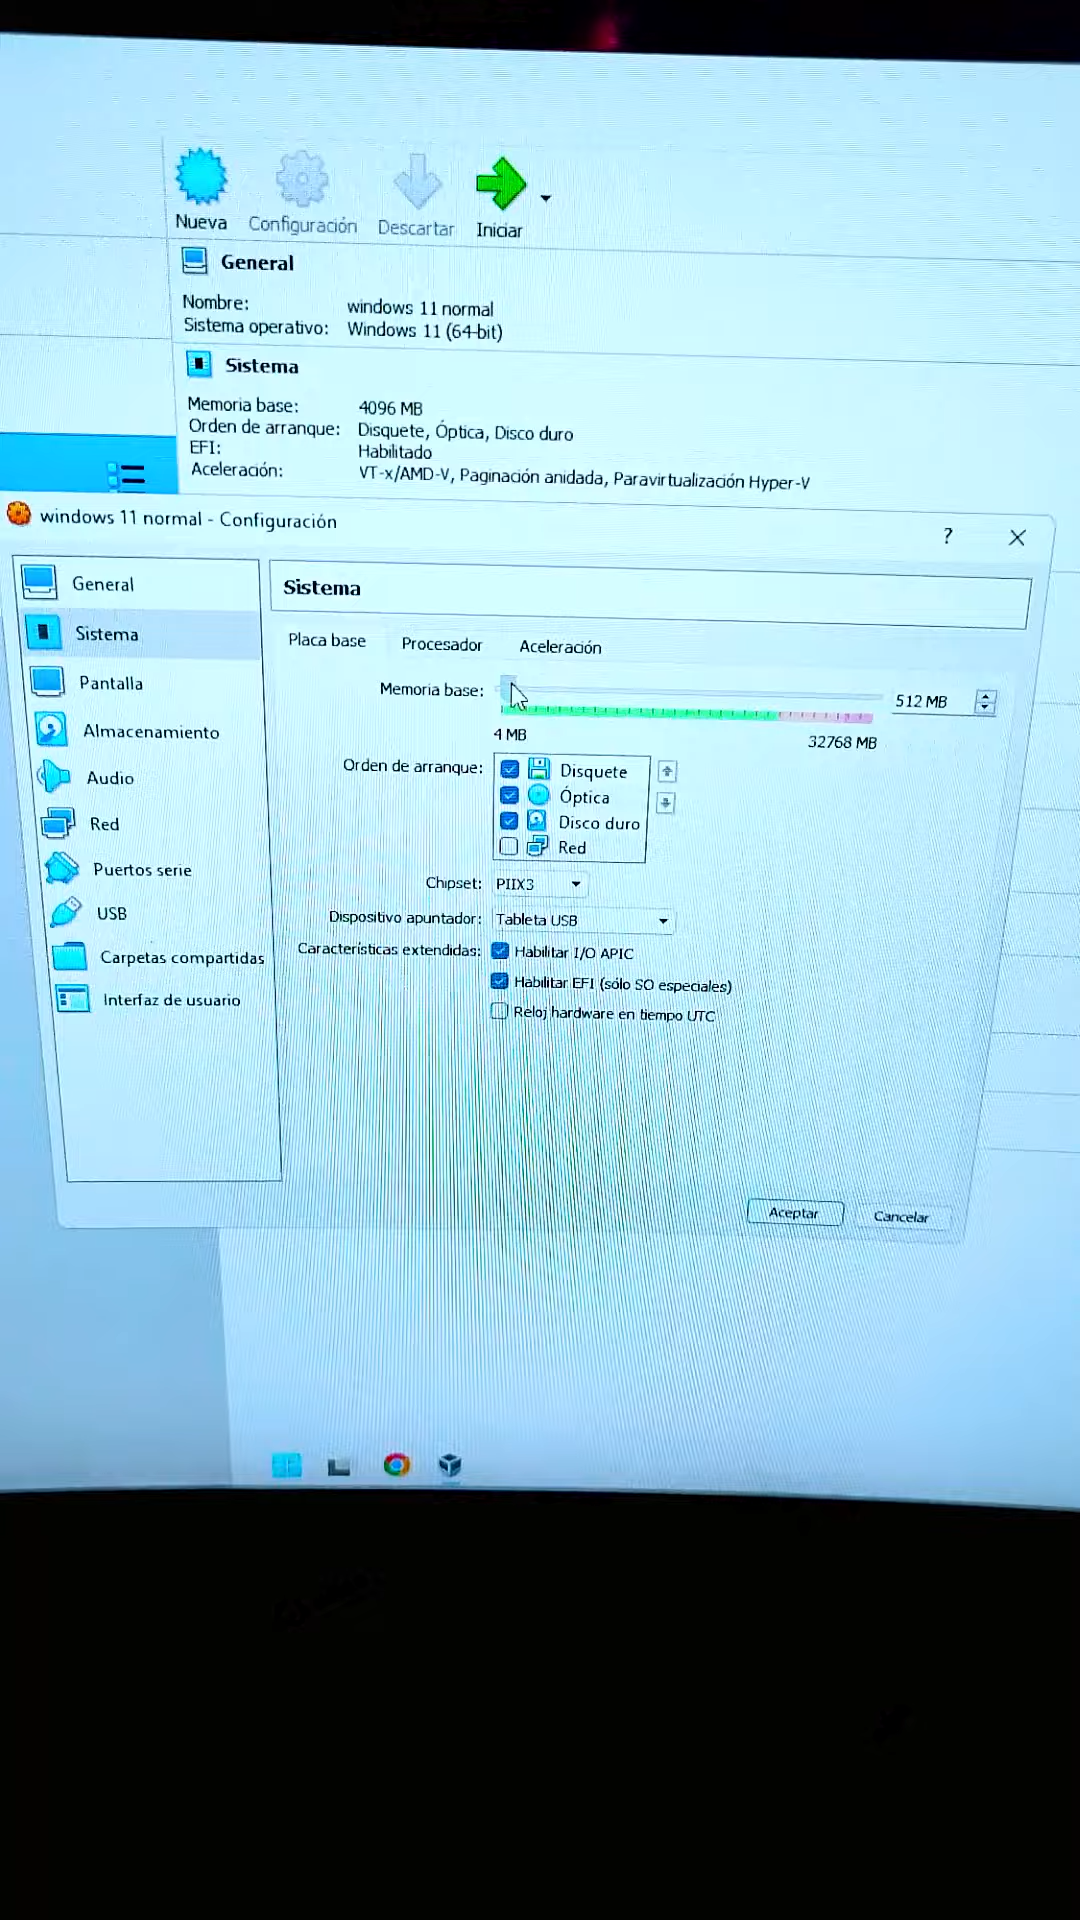 Nueva Configuración Descartar Iniciar
General
Nombre: windows 11 normal
Sistema operativo: Windows 11 (64-bit)
Sistema
Memoria base: 4096 MB
Orden de arranque: Disquete, Óptica, Disco duro
EFI: Habilitado
Aceleración: VT-x/AMD-V, Paginación anidada, Paravirtualización Hyper-V
windows 11 normal - Configuración ?
General
Sistema
Pantalla
Almacenamiento
Audio
Red
Puertos serie
USB
Carpetas compartidas
Interfaz de usuario
Sistema
Placa base Procesador Aceleración
Memoria base: 512 MB
4 MB 32768 MB
Orden de arranque: Disquete
Óptica
Disco duro
Red
Chipset: PIIX3
Dispositivo apuntador: Tableta USB
Características extendidas: Habilitar I/O APIC
Habilitar EFI (sólo SO especiales)
Reloj hardware en tiempo UTC
Aceptar Cancelar